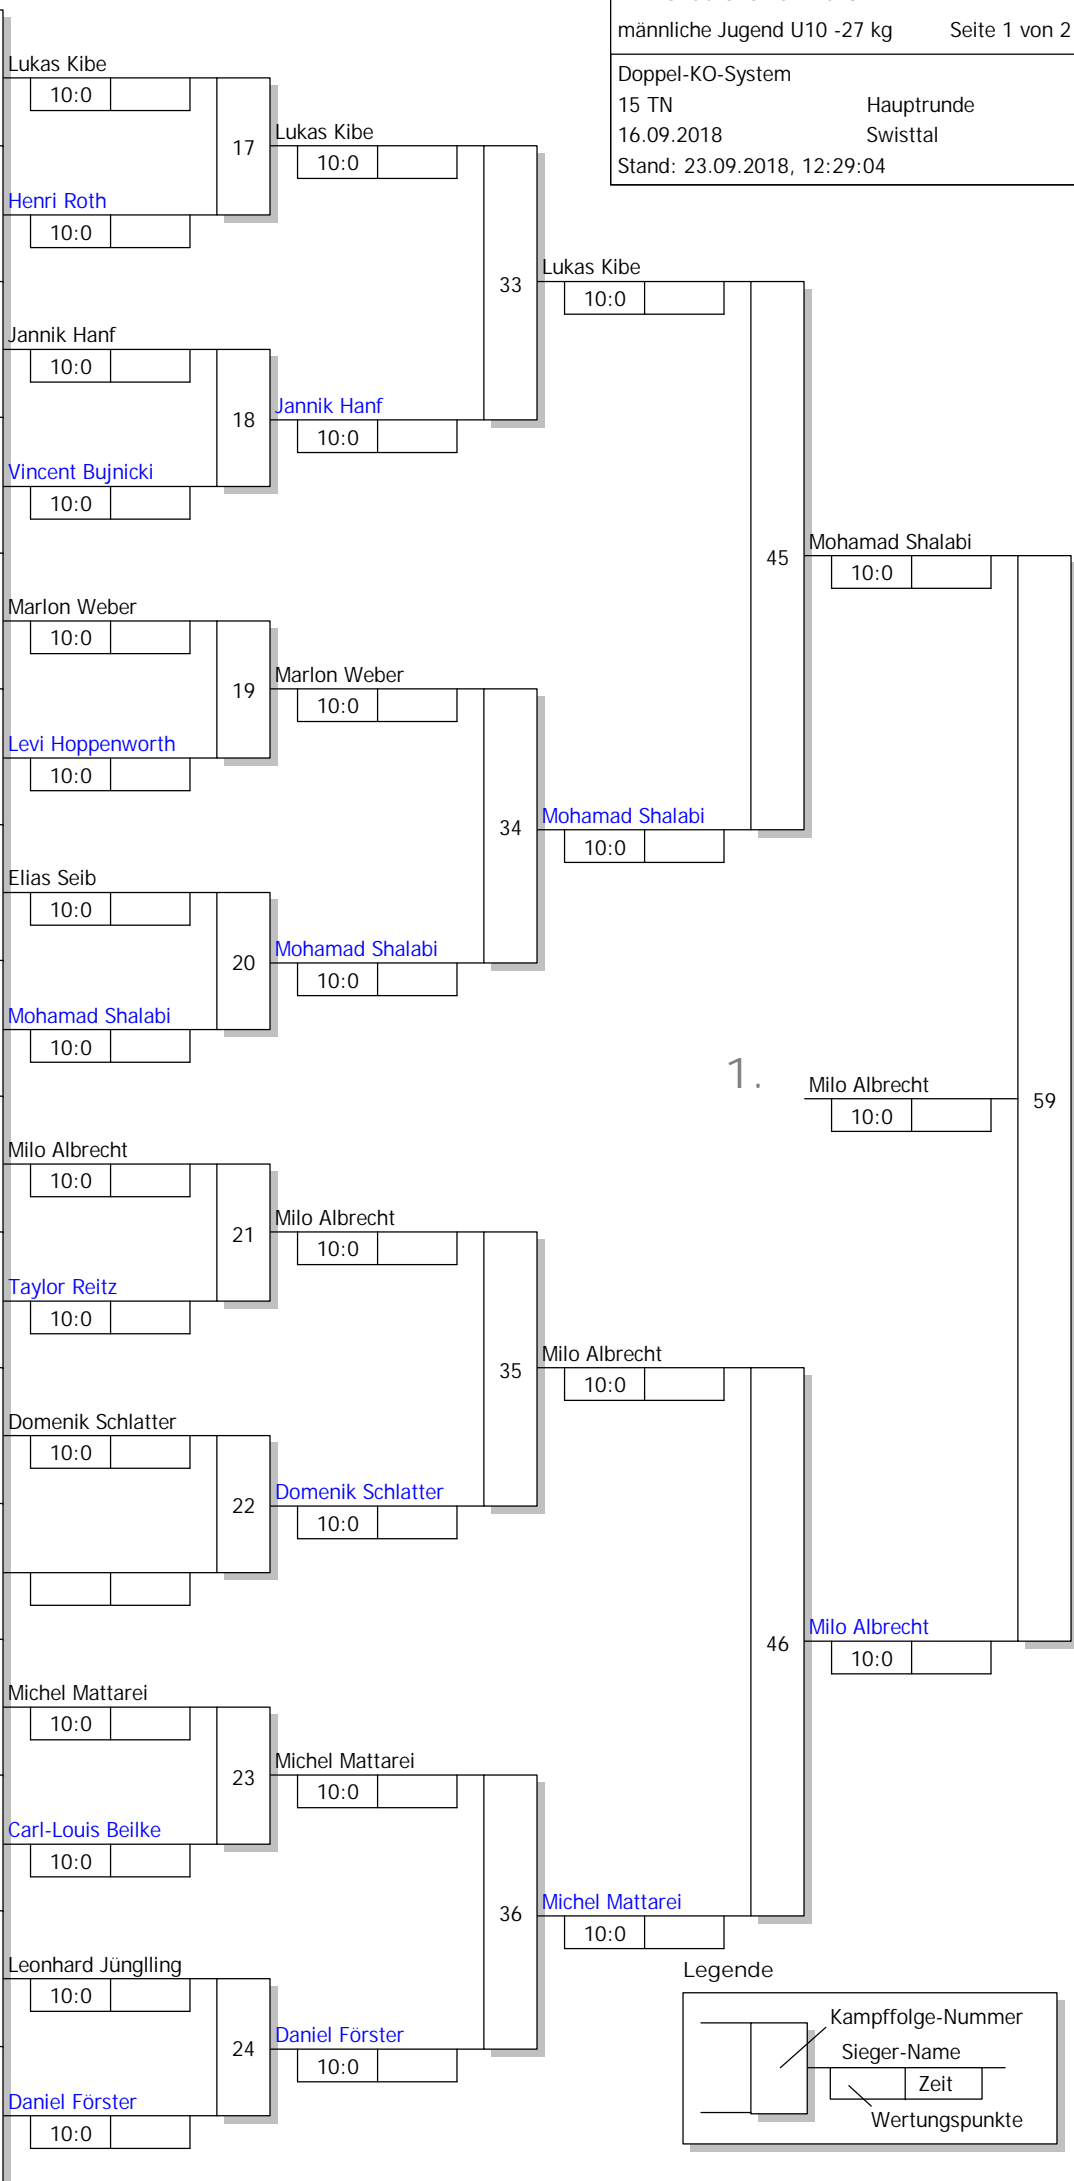 männliche Jugend U10 -27 kg Seite 1 von 2
Doppel-KO-System
15 TN Hauptrunde
16.09.2018 Swisttal
Stand: 23.09.2018, 12:29:04
Lukas Kibe
10:0
17
Lukas Kibe
10:0
Henri Roth
10:0
33
Lukas Kibe
10:0
Jannik Hanf
10:0
18
Jannik Hanf
10:0
Vincent Bujnicki
10:0
45
Mohamad Shalabi
10:0
Marlon Weber
10:0
19
Marlon Weber
10:0
Levi Hoppenworth
10:0
34
Mohamad Shalabi
10:0
Elias Seib
10:0
20
Mohamad Shalabi
10:0
Mohamad Shalabi
10:0
1.
Milo Albrecht
10:0
59
Milo Albrecht
10:0
21
Milo Albrecht
10:0
Taylor Reitz
10:0
35
Milo Albrecht
10:0
Domenik Schlatter
10:0
22
Domenik Schlatter
10:0
46
Milo Albrecht
10:0
Michel Mattarei
10:0
23
Michel Mattarei
10:0
Carl-Louis Beilke
10:0
36
Michel Mattarei
10:0
Leonhard Jünglling
10:0
24
Daniel Förster
10:0
Daniel Förster
10:0
Legende
Kampffolge-Nummer
Sieger-Name
Zeit
Wertungspunkte